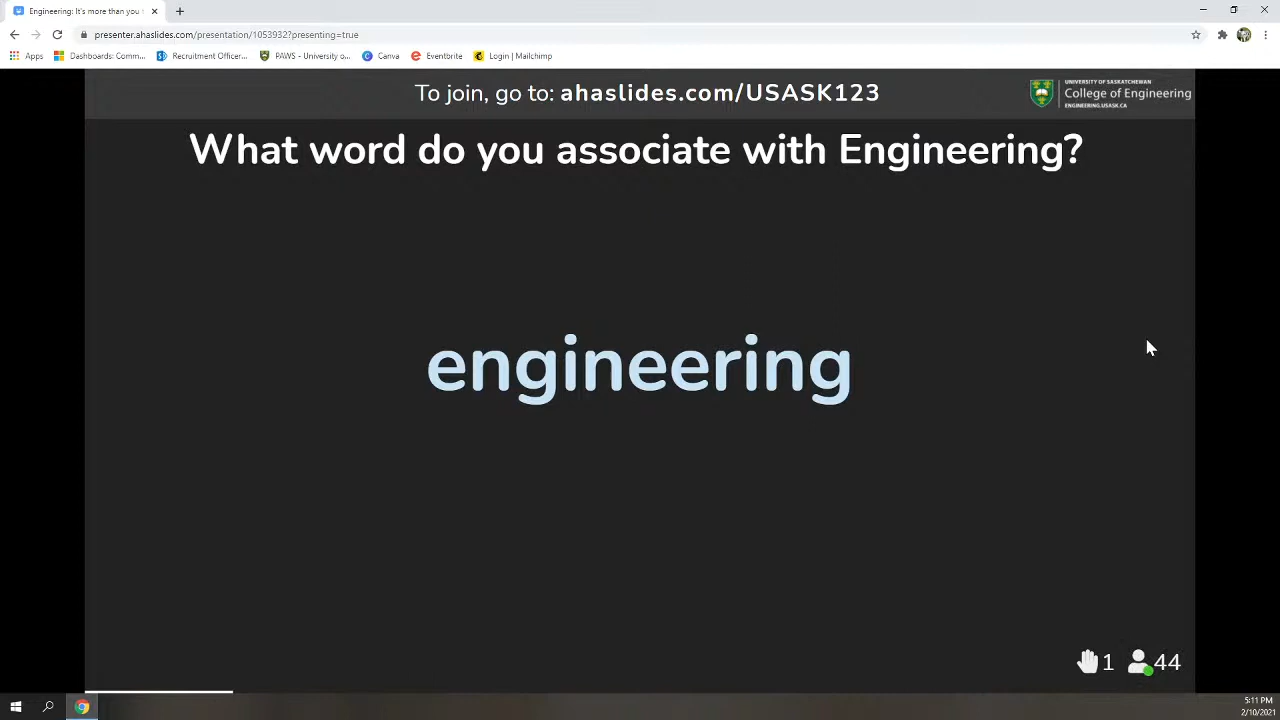 Engineering: It's more than you t
presenter.ahaslides.com/presentation/1053932?presenting=true
Apps
Dashboards: Comm...
Recruitment Officer...
PAWS - University o...
Canva
Eventbrite
Login | Mailchimp
To join, go to: ahaslides.com/USASK123
UNIVERSITY OF SASKATCHEWAN
College of Engineering
ENGINEERING.USASK.CA
What word do you associate with Engineering?
engineering
1
44
5:11 PM
2/10/2021